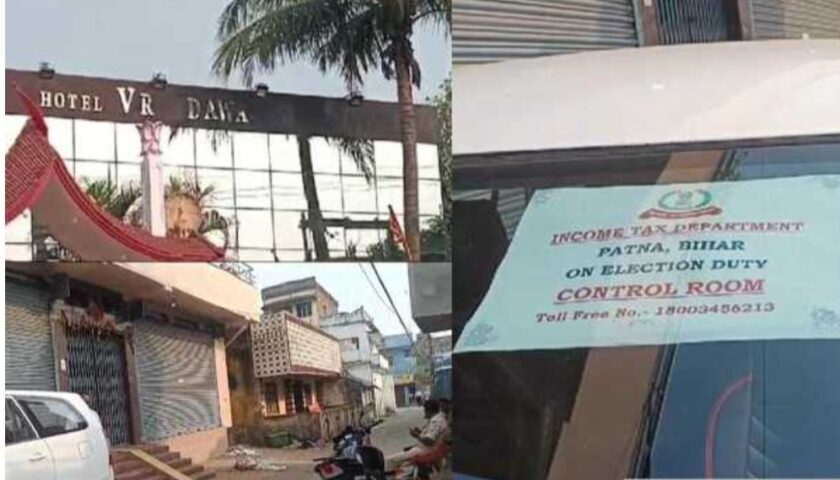 HOTEL VR DAWA
INCOME TAX DEPARTMENT
PATNA, BIHAR
ON ELECTION DUTY
CONTROL ROOM
Toll Free No.- 18003456213